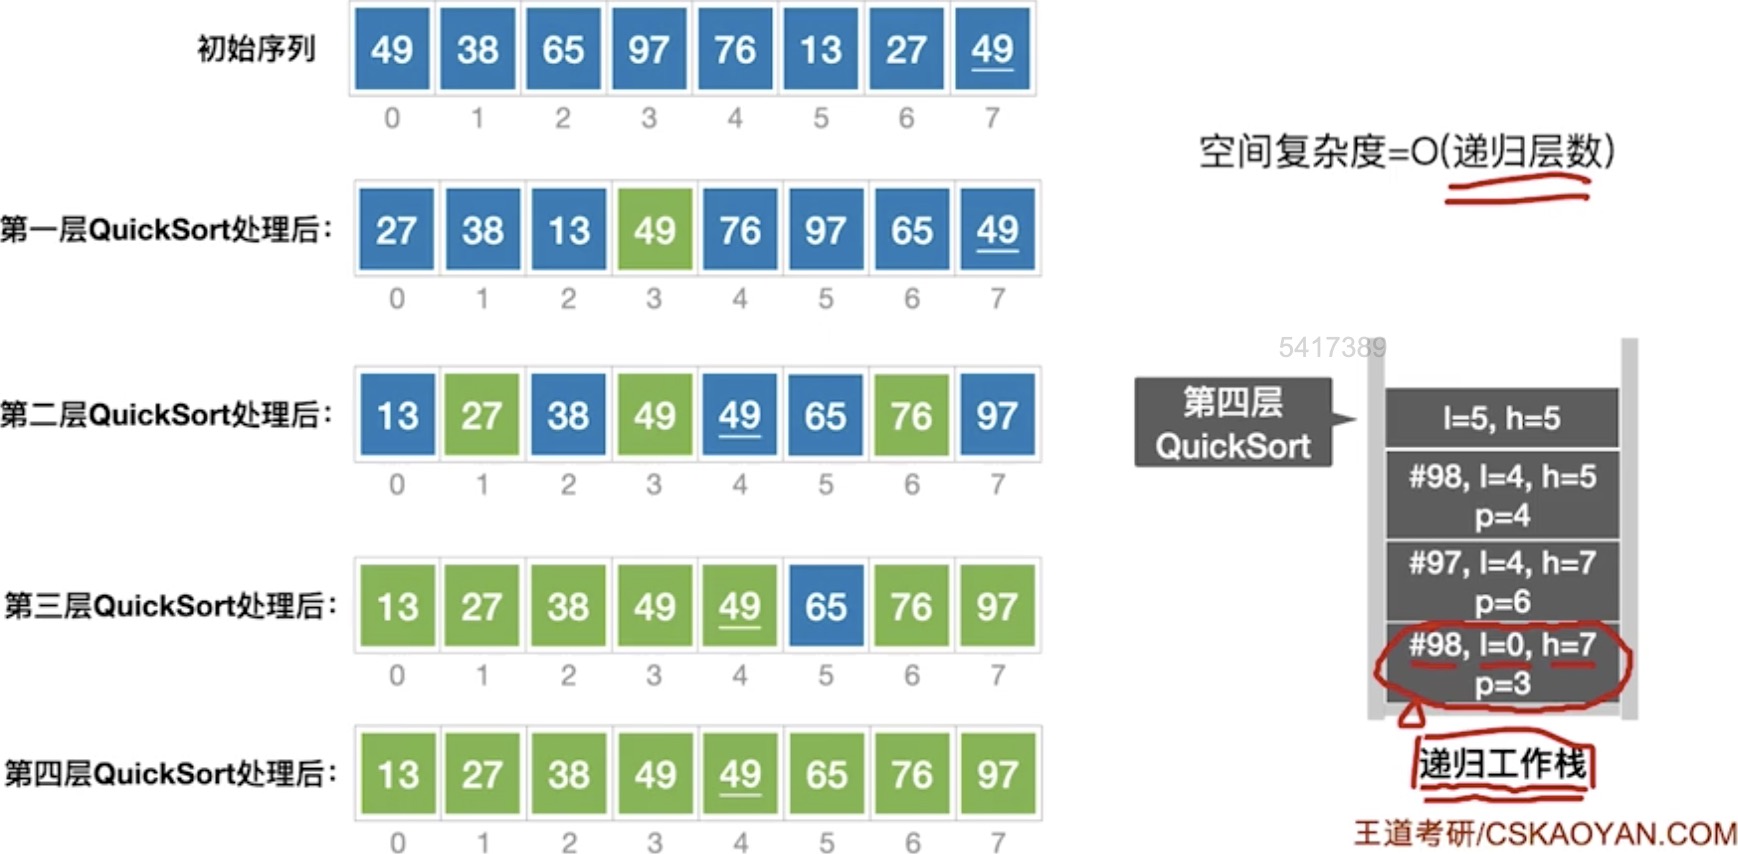 初始序列
49 38 65 97 76 13 27 49
0 1 2 3 4 5 6 7
空间复杂度=O(递归层数)
第一层QuickSort处理后：
27 38 13 49 76 97 65 49
0 1 2 3 4 5 6 7
第二层QuickSort处理后：
13 27 38 49 49 65 76 97
0 1 2 3 4 5 6 7
第三层QuickSort处理后：
13 27 38 49 49 65 76 97
0 1 2 3 4 5 6 7
第四层QuickSort处理后：
13 27 38 49 49 65 76 97
0 1 2 3 4 5 6 7
5417389
第四层
QuickSort
l=5, h=5
#98, l=4, h=5
p=4
#97, l=4, h=7
p=6
#98, l=0, h=7
p=3
递归工作栈
王道考研/CSKAOYAN.COM